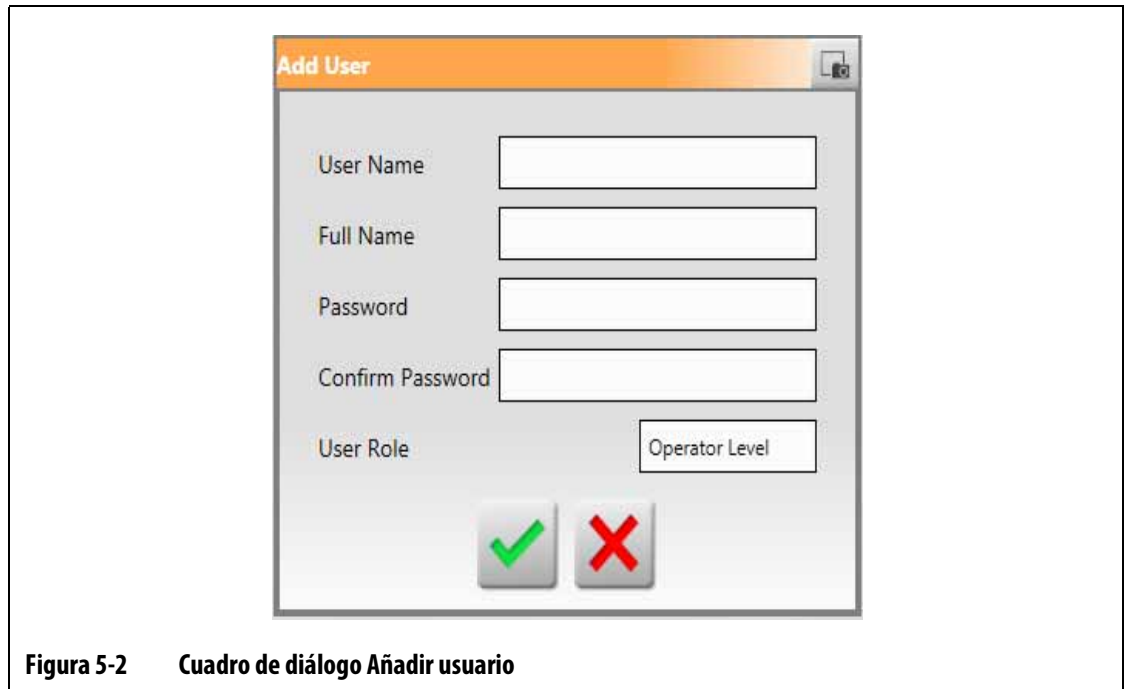 Add User
User Name
Full Name
Password
Confirm Password
User Role Operator Level
Figura 5-2 Cuadro de diálogo Añadir usuario